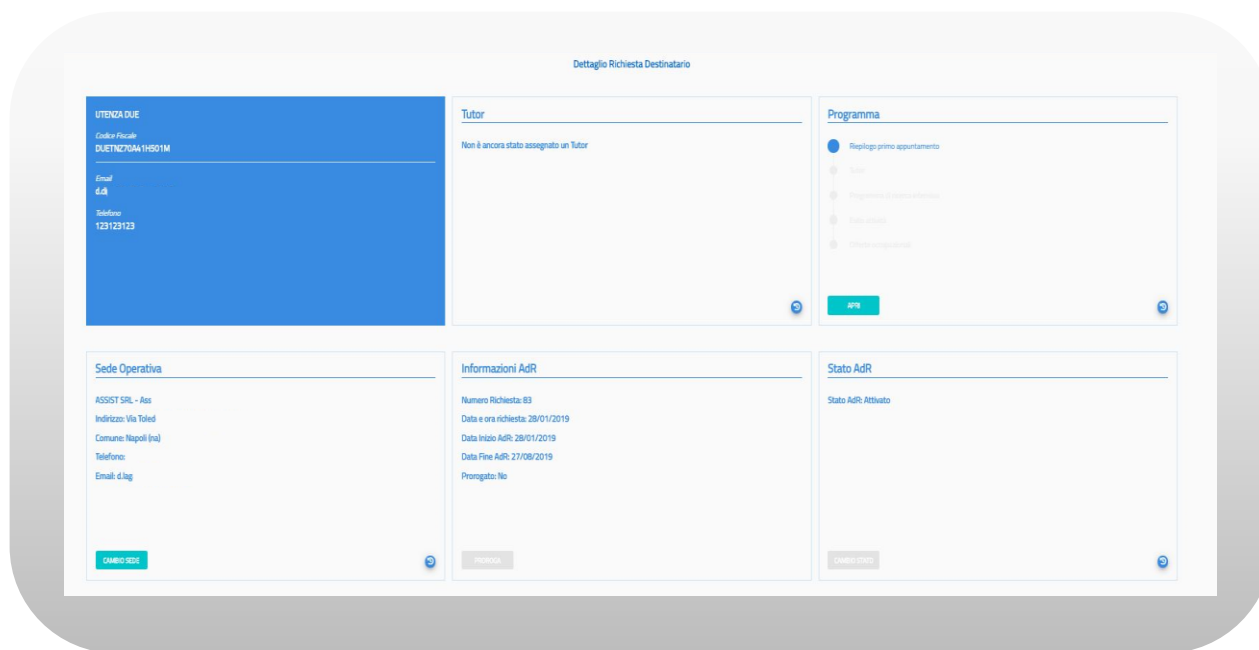 Dettaglio Richiesta Destinatario
UTENZA DUE
Codice Fiscale
DUETNZ70A41H501M
Email
d.di
Telefono
123123123
Tutor
Non è ancora stato assegnato un Tutor
Programma
Riepilogo primo appuntamento
Tutor
APRI
Sede Operativa
ASSIST SRL - Ass
Indirizzo: Via Toled
Comune: Napoli (na)
Telefono:
Email: d.lag
CAMBIO SEDE
Informazioni AdR
Numero Richiesta: 83
Data e ora richiesta: 28/01/2019
Data Inizio AdR: 28/01/2019
Data Fine AdR: 27/08/2019
Prorogato: No
PROROGA
Stato AdR
Stato AdR: Attivato
CAMBIO STATO